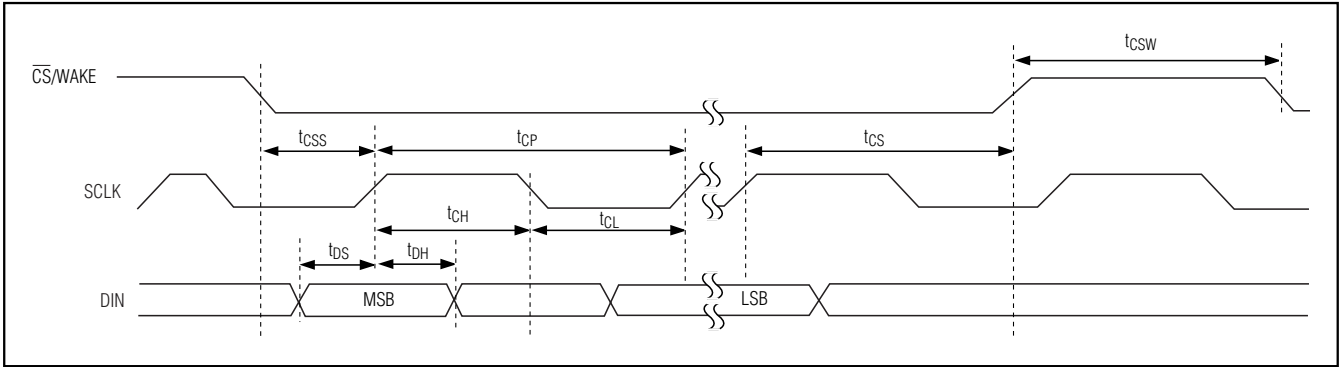 tCSW
CS/WAKE
tCSS
tCP
tCS
SCLK
tCH
tCL
tDS
tDH
DIN
MSB
LSB